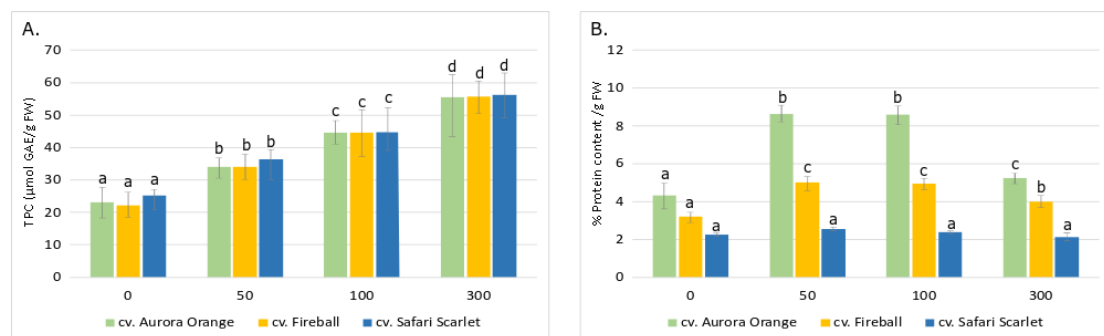 A.
TPC (µmol GAE/g FW)
70
60
50
40
30
20
10
0
a a a
b b b
c c c
d d d
0 50 100 300
cv. Aurora Orange cv. Fireball cv. Safari Scarlet
B.
% Protein content /g FW
12
10
8
6
4
2
0
a a a
b c a
b c a
c b a
0 50 100 300
cv. Aurora Orange cv. Fireball cv. Safari Scarlet